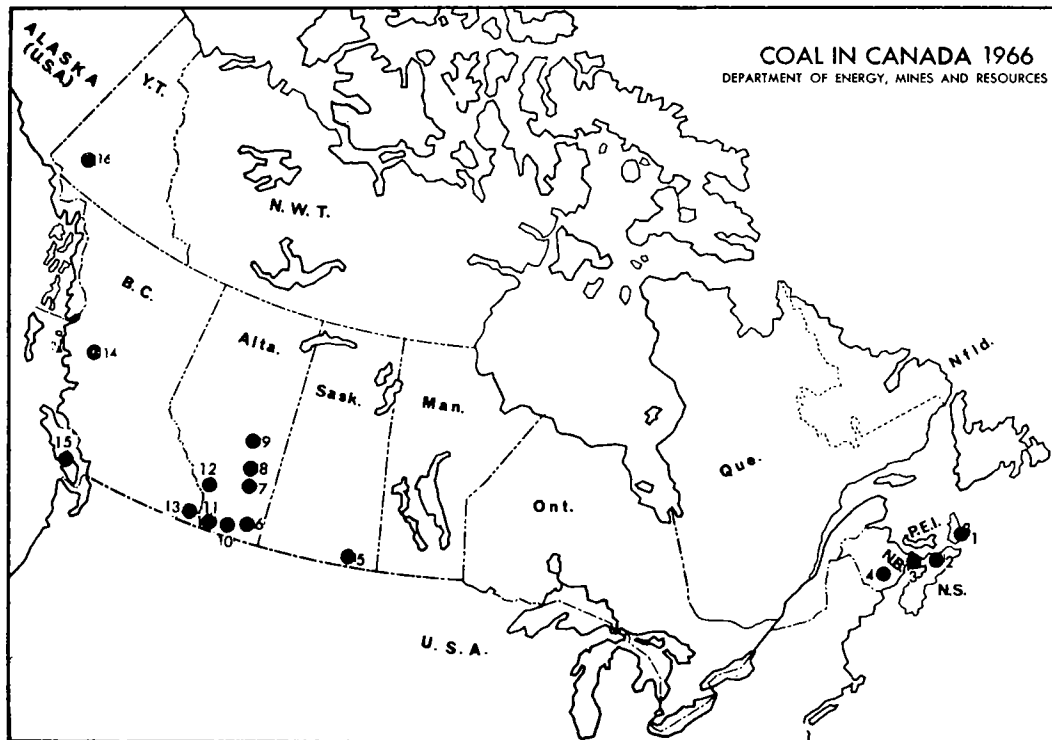 COAL IN CANADA 1966
DEPARTMENT OF ENERGY, MINES AND RESOURCES
ALASKA
(U.S.A)
Y.T.
16
N.W.T.
B.C.
14
Alta.
Sask.
Man.
Nfld.
15
9
8
12
7
13
11
6
10
5
Ont.
Que.
P.E.I.
1
N.B.
4
3
2
N.S.
U.S.A.